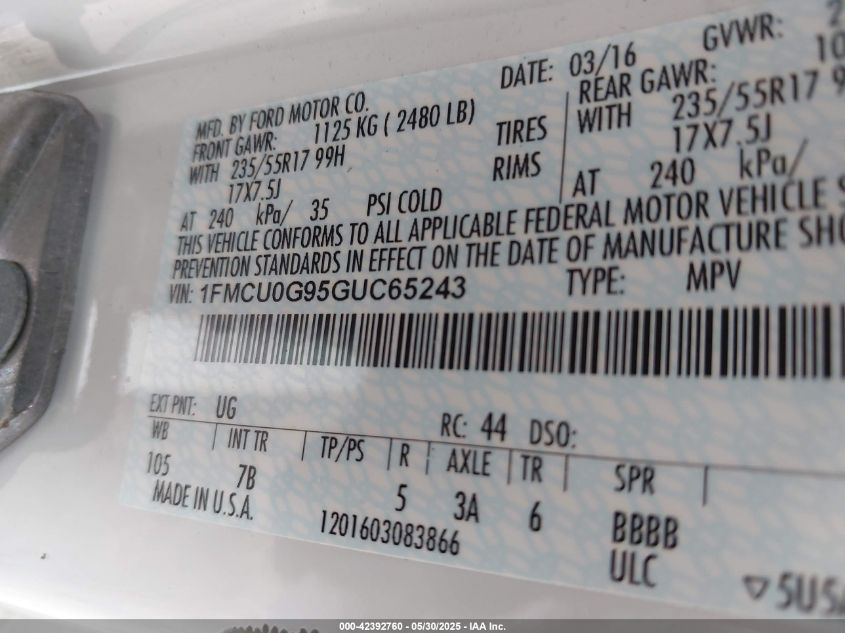 MFD. BY FORD MOTOR CO. DATE: 03/16 GVWR:
FRONT GAWR: 1125 KG ( 2480 LB) REAR GAWR:
WITH 235/55R17 99H TIRES WITH 235/55R17
17X7.5J RIMS 17X7.5J
AT 240 kPa/ 35 PSI COLD AT 240 kPa/
THIS VEHICLE CONFORMS TO ALL APPLICABLE FEDERAL MOTOR VEHICLE
PREVENTION STANDARDS IN EFFECT ON THE DATE OF MANUFACTURE
VIN: 1FMCU0G95GUC65243 TYPE: MPV
EXT PNT: UG RC: 44 DSO:
WB INT TR TP/PS R AXLE TR SPR
105 7B 5 3A 6 BBBB
MADE IN U.S.A. 1201603083866 ULC
000-42392760 - 05/30/2025 - IAA Inc.